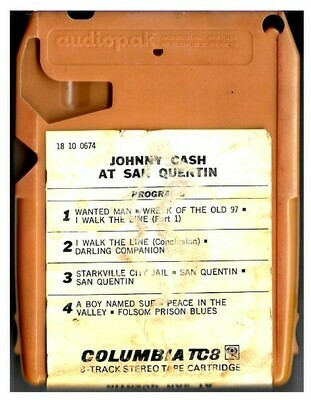 audiopak
18 10 0674
JOHNNY CASH
AT SAN QUENTIN
PROGRAMS
1 WANTED MAN ▪ WRECK OF THE OLD 97 ▪
I WALK THE LINE (Part 1)
2 I WALK THE LINE (Conclusion) ▪
DARLING COMPANION
3 STARKVILLE CITY JAIL ▪ SAN QUENTIN ▪
SAN QUENTIN
4 A BOY NAMED SUE ▪ PEACE IN THE
VALLEY ▪ FOLSOM PRISON BLUES
COLUMBIA TC8
8-TRACK STEREO TAPE CARTRIDGE